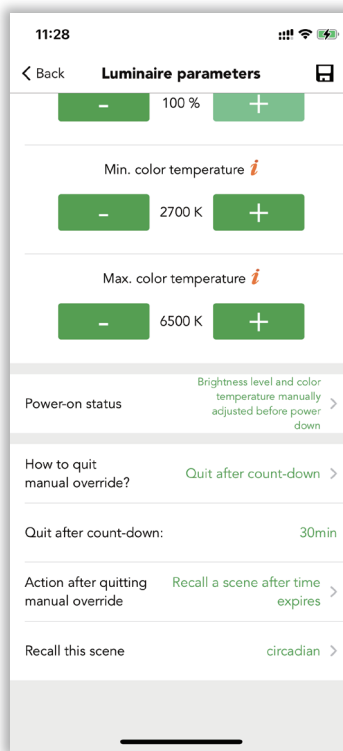 11:28
Back Luminaire parameters
- 100 % +
Min. color temperature i
- 2700 K +
Max. color temperature i
- 6500 K +
Power-on status
Brightness level and color
temperature manually
adjusted before power
down
How to quit
manual override?
Quit after count-down
Quit after count-down: 30min
Action after quitting
manual override
Recall a scene after time
expires
Recall this scene circadian